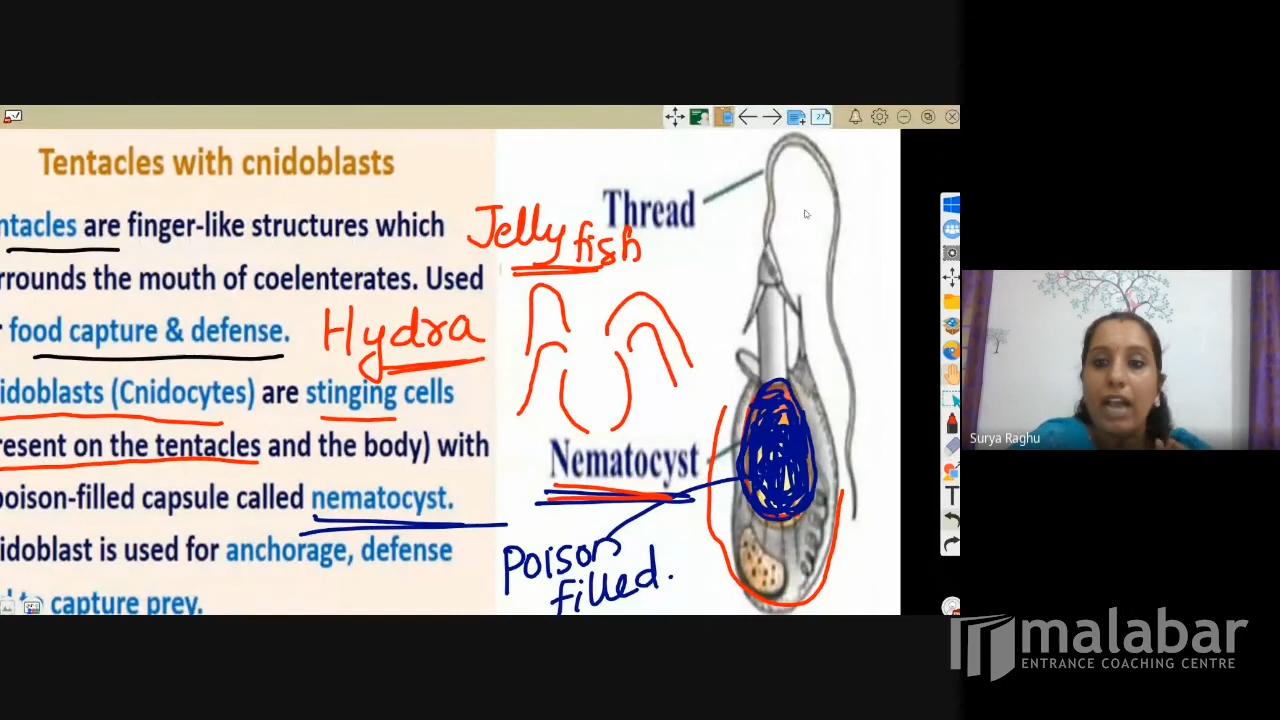 27
Tentacles with cnidoblasts
ntacles are finger-like structures which
rrounds the mouth of coelenterates. Used
r food capture & defense.
idoblasts (Cnidocytes) are stinging cells
resent on the tentacles and the body) with
poison-filled capsule called nematocyst.
idoblast is used for anchorage, defense
to capture prey.
Thread
Jelly fish
Hydra
Nematocyst
Poison
filled.
T
Surya Raghu
malabar
ENTRANCE COACHING CENTRE